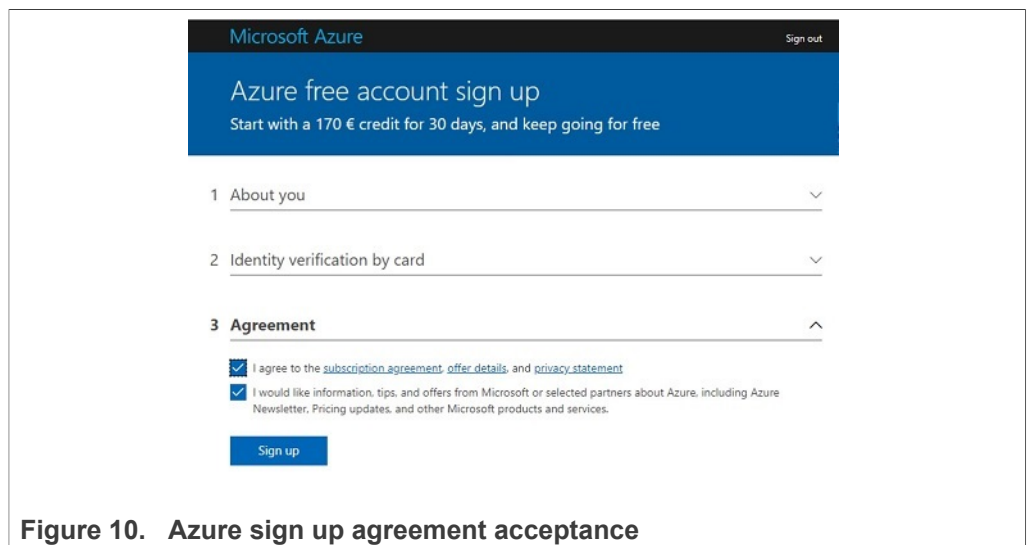 Microsoft Azure
Sign out
Azure free account sign up
Start with a 170 € credit for 30 days, and keep going for free
1 About you
2 Identity verification by card
3 Agreement
I agree to the subscription agreement, offer details, and privacy statement
I would like information, tips, and offers from Microsoft or selected partners about Azure, including Azure
Newsletter, Pricing updates, and other Microsoft products and services.
Sign up
Figure 10. Azure sign up agreement acceptance